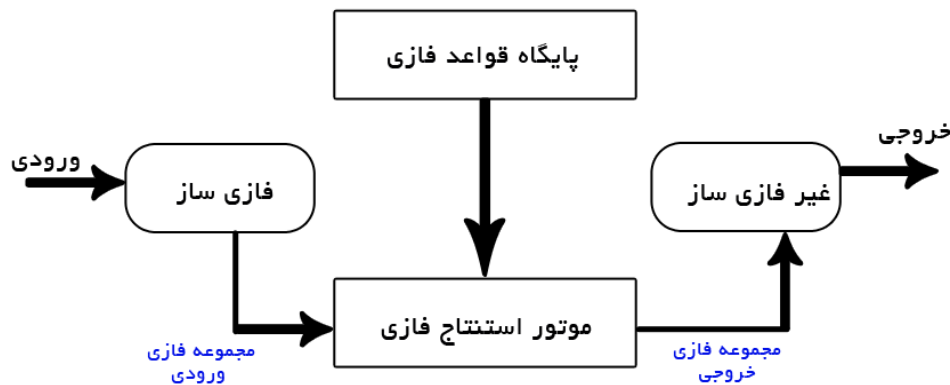 پایگاه قواعد فازی
ورودی
خروجی
فازی ساز
غیر فازی ساز
موتور استنتاج فازی
مجموعه فازی
ورودی
مجموعه فازی
خروجی